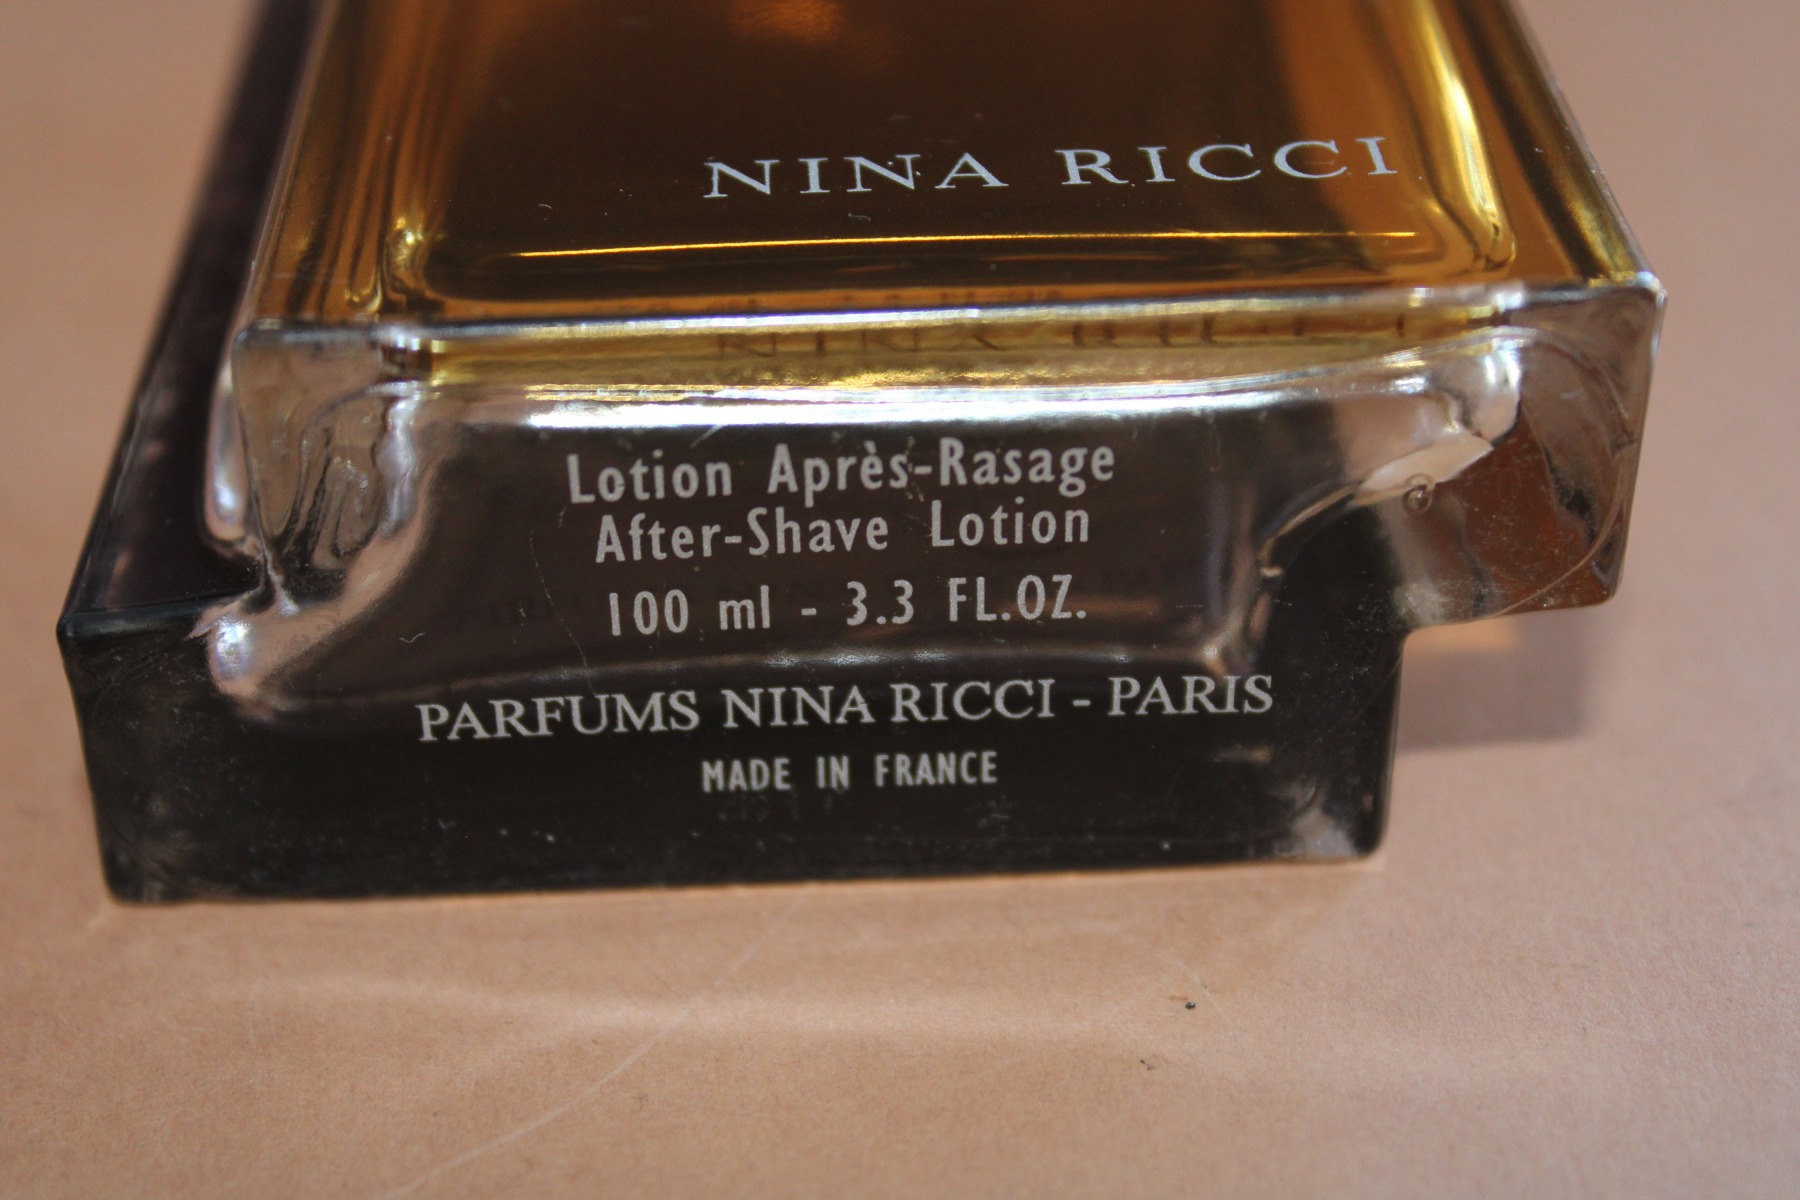 NINA RICCI
Lotion Après-Rasage
After-Shave Lotion
100 ml - 3.3 FL.OZ.
PARFUMS NINA RICCI - PARIS
MADE IN FRANCE